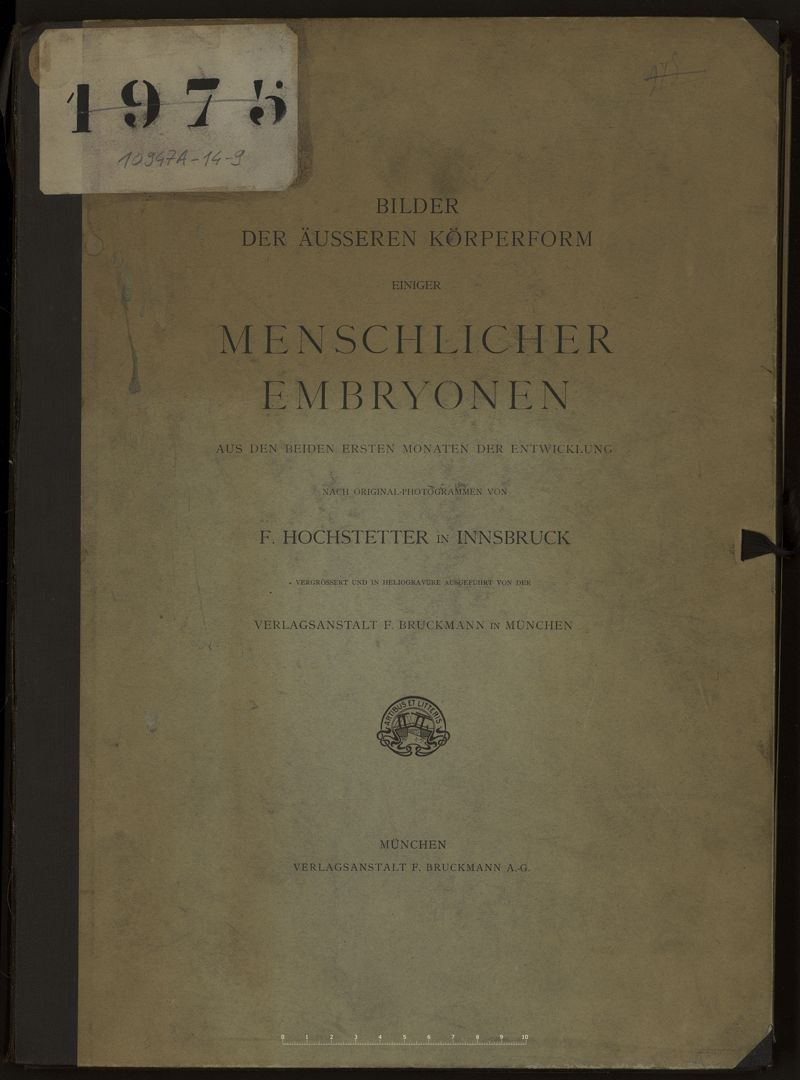 1975
10947A-14-9
BILDER
DER ÄUSSEREN KÖRPERFORM
EINIGER
MENSCHLICHER
EMBRYONEN
AUS DEN BEIDEN ERSTEN MONATEN DER ENTWICKLUNG
NACH ORIGINAL-PHOTOGRAMMEN VON
F. HOCHSTETTER IN INNSBRUCK
VERGRÖSSERT UND IN HELIOGRAVÜRE AUSGEFÜHRT VON DER
VERLAGSANSTALT F. BRUCKMANN IN MÜNCHEN
ARTIBUS ET LITTERIS
MÜNCHEN
VERLAGSANSTALT F. BRUCKMANN A.-G.
0 1 2 3 4 5 6 7 8 9 10